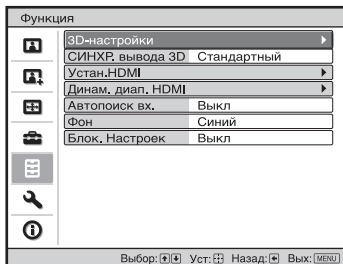 Функция
3D-настройки
СИНХР. вывода 3D Стандартный
Устан.HDMI
Динам. диап. HDMI
Автопоиск вх. Выкл
Фон Синий
Блок. Настроек Выкл
Выбор: Уст: Назад: Вых: MENU